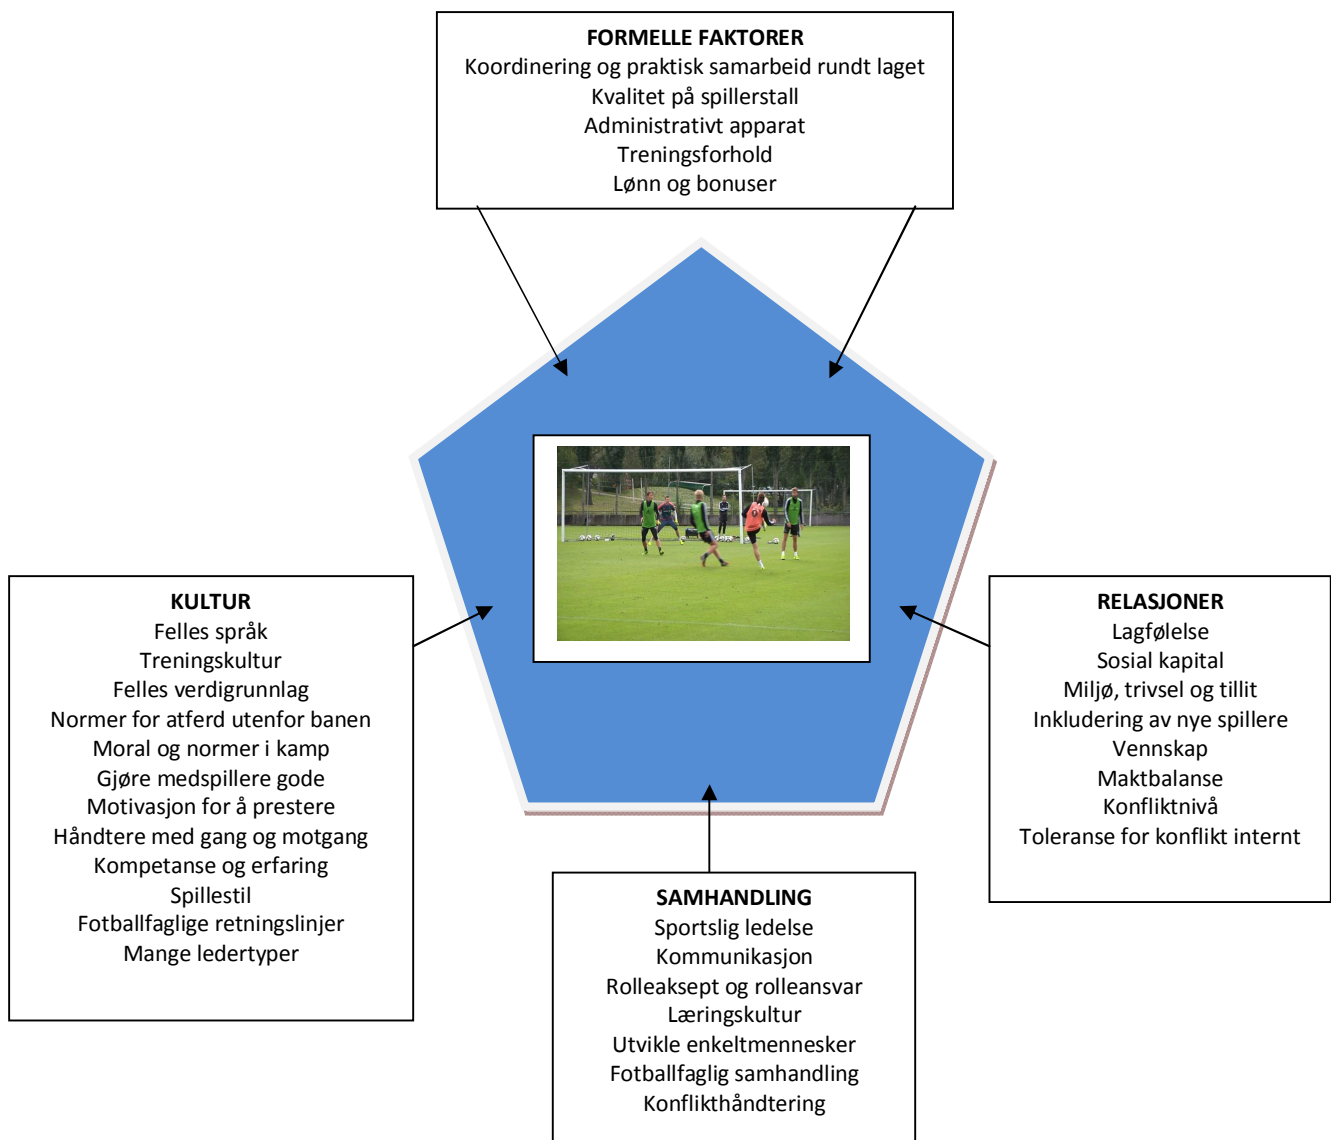 FORMELLE FAKTORER
Koordinering og praktisk samarbeid rundt laget
Kvalitet på spillerstall
Administrativt apparat
Treningsforhold
Lønn og bonuser
KULTUR
Felles språk
Treningskultur
Felles verdigrunnlag
Normer for atferd utenfor banen
Moral og normer i kamp
Gjøre medspillere gode
Motivasjon for å prestere
Håndtere med gang og motgang
Kompetanse og erfaring
Spillestil
Fotballfaglige retningslinjer
Mange ledertyper
RELASJONER
Lagfølelse
Sosial kapital
Miljø, trivsel og tillit
Inkludering av nye spillere
Vennskap
Maktbalanse
Konfliktnivå
Toleranse for konflikt internt
SAMHANDLING
Sportslig ledelse
Kommunikasjon
Rolleaksept og rolleansvar
Læringskultur
Utvikle enkeltmennesker
Fotballfaglig samhandling
Konflikthåndtering